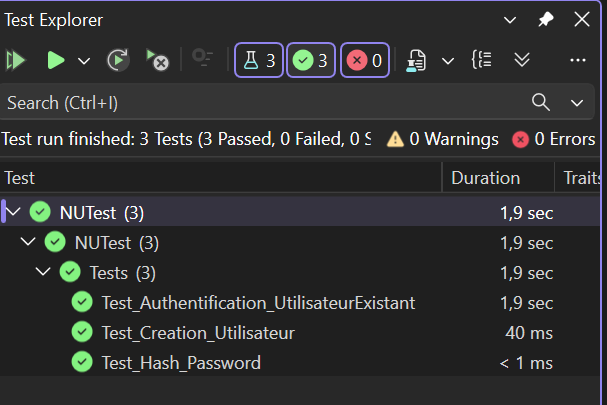 Test Explorer
3 3 0
Search (Ctrl+I)
Test run finished: 3 Tests (3 Passed, 0 Failed, 0 S 0 Warnings 0 Errors
Test Duration Traits
NUTest (3) 1,9 sec
NUTest (3) 1,9 sec
Tests (3) 1,9 sec
Test_Authentification_UtilisateurExistant 1,9 sec
Test_Creation_Utilisateur 40 ms
Test_Hash_Password < 1 ms